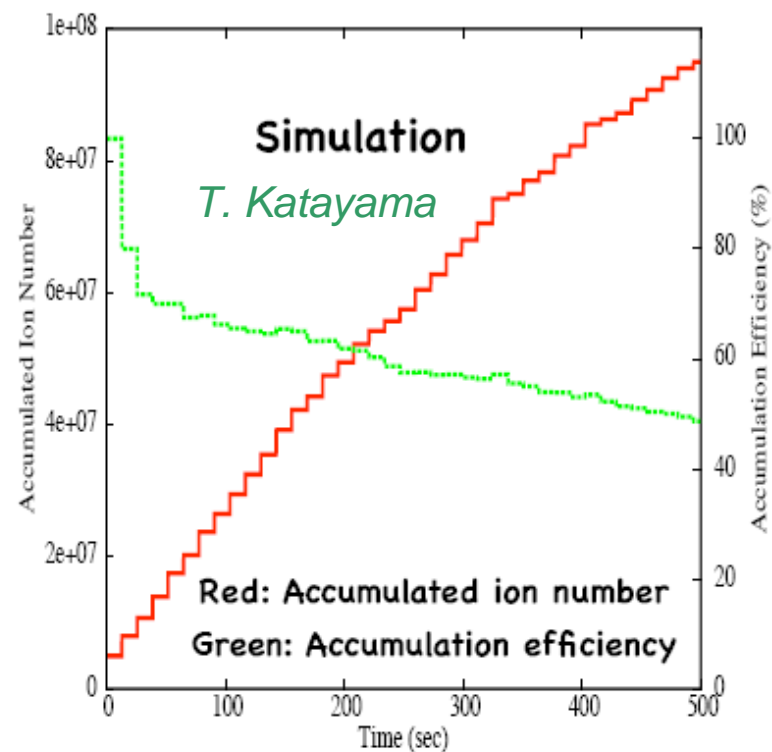 1e+08
8e+07
6e+07
4e+07
2e+07
0
Accumulated Ion Number
Simulation
T. Katayama
Red: Accumulated ion number
Green: Accumulation efficiency
100
80
60
40
20
0
Accumulation Efficiency (%)
0 100 200 300 400 500
Time (sec)